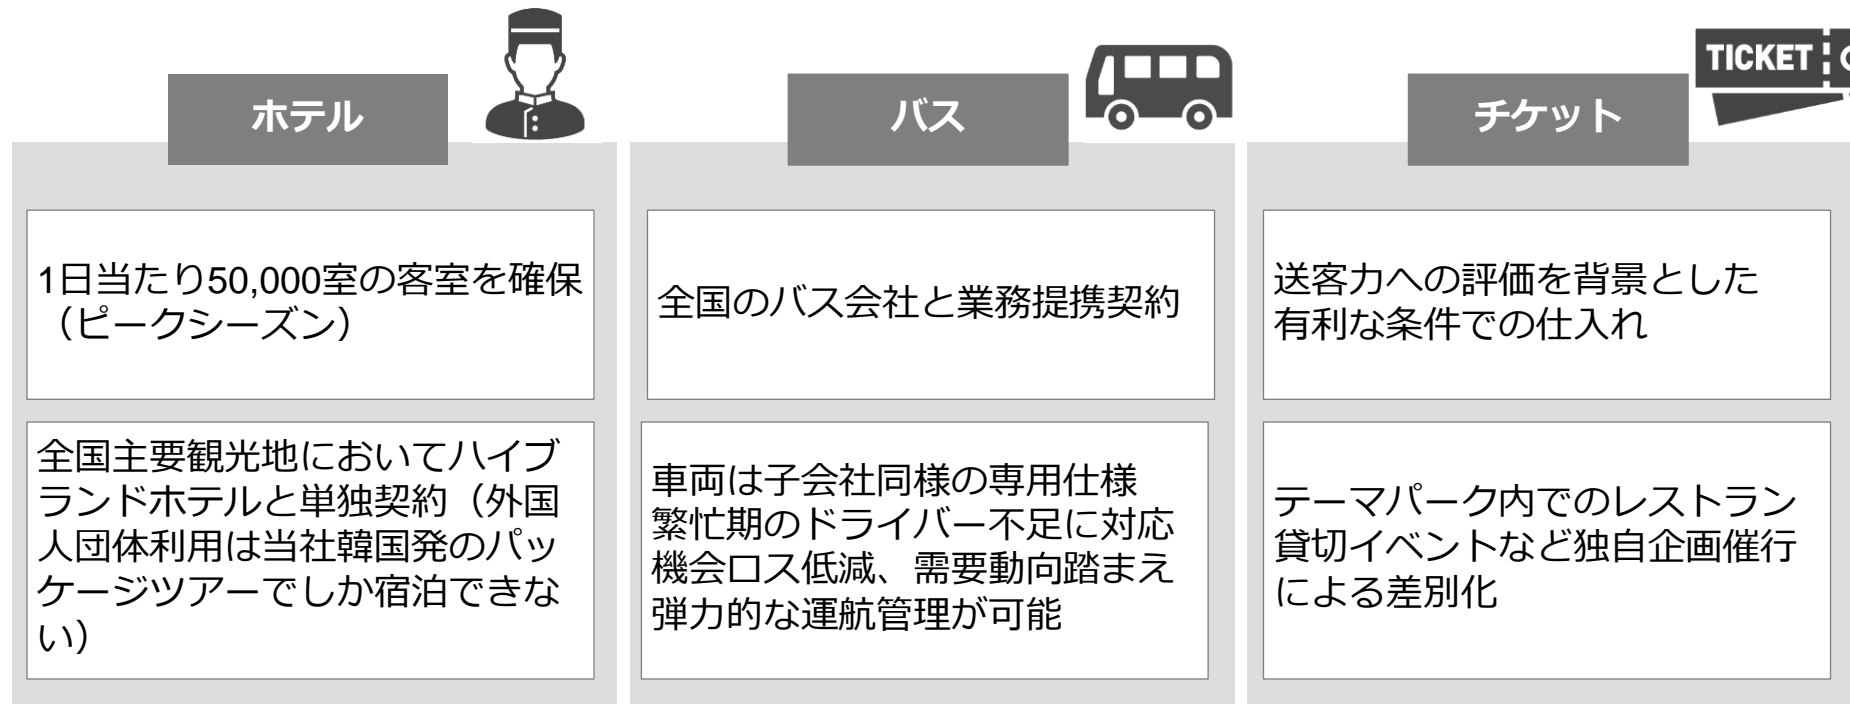 ホテル
1日当たり50,000室の客室を確保
（ピークシーズン）
全国主要観光地においてハイブ
ランドホテルと単独契約（外国
人団体利用は当社韓国発のパッ
ケージツアーでしか宿泊できな
い）
バス
全国のバス会社と業務提携契約
車両は子会社同様の専用仕様
繁忙期のドライバー不足に対応
機会ロス低減、需要動向踏まえ
弾力的な運航管理が可能
TICKET
チケット
送客力への評価を背景とした
有利な条件での仕入れ
テーマパーク内でのレストラン
貸切イベントなど独自企画催行
による差別化